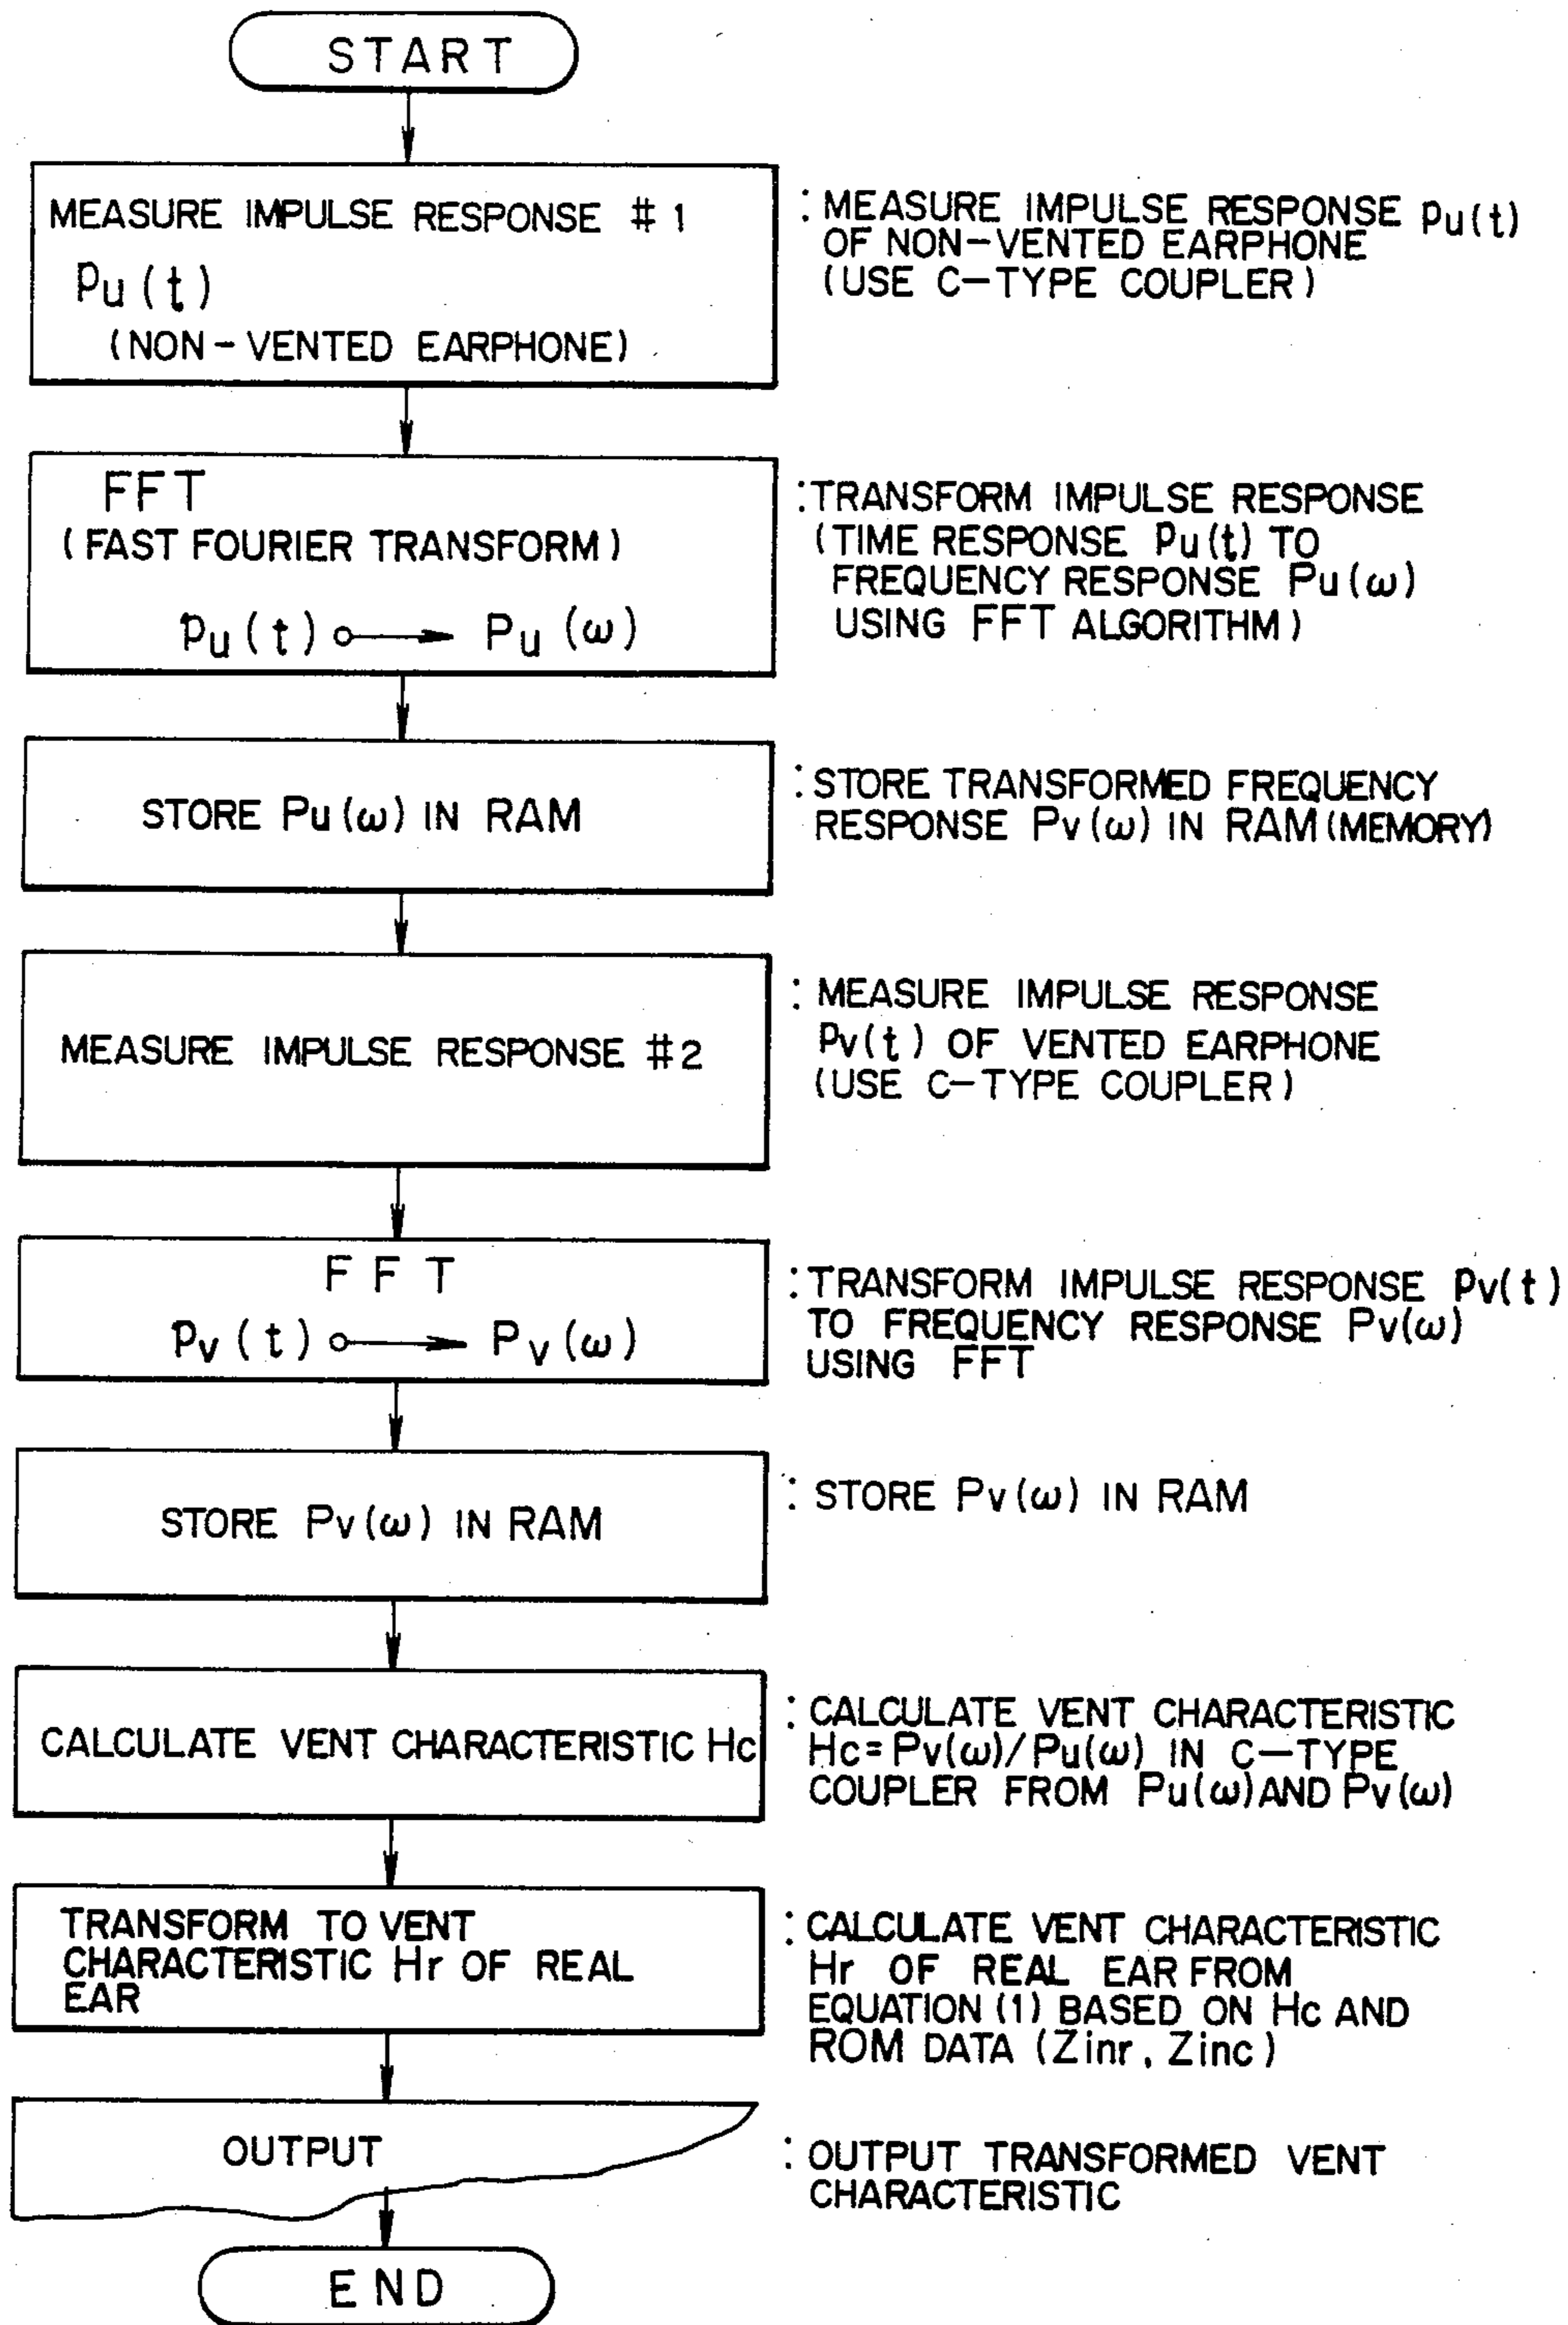 START
MEASURE IMPULSE RESPONSE # 1
pu (t)
(NON-VENTED EARPHONE)
: MEASURE IMPULSE RESPONSE pu(t)
OF NON-VENTED EARPHONE
(USE C-TYPE COUPLER)
FFT
(FAST FOURIER TRANSFORM)
pu (t) o→ Pu (ω)
: TRANSFORM IMPULSE RESPONSE
(TIME RESPONSE pu(t) TO
FREQUENCY RESPONSE Pu(ω)
USING FFT ALGORITHM)
STORE Pu(ω) IN RAM
: STORE TRANSFORMED FREQUENCY
RESPONSE Pv(ω) IN RAM (MEMORY)
MEASURE IMPULSE RESPONSE #2
: MEASURE IMPULSE RESPONSE
pv(t) OF VENTED EARPHONE
(USE C-TYPE COUPLER)
FFT
pv (t) o→ Pv (ω)
: TRANSFORM IMPULSE RESPONSE pv(t)
TO FREQUENCY RESPONSE Pv(ω)
USING FFT
STORE Pv(ω) IN RAM
: STORE Pv(ω) IN RAM
CALCULATE VENT CHARACTERISTIC Hc
: CALCULATE VENT CHARACTERISTIC
Hc=Pv(ω)/Pu(ω) IN C-TYPE
COUPLER FROM Pu(ω) AND Pv(ω)
TRANSFORM TO VENT
CHARACTERISTIC Hr OF REAL
EAR
: CALCULATE VENT CHARACTERISTIC
Hr OF REAL EAR FROM
EQUATION (1) BASED ON Hc AND
ROM DATA (Zinr, Zinc)
OUTPUT
: OUTPUT TRANSFORMED VENT
CHARACTERISTIC
END